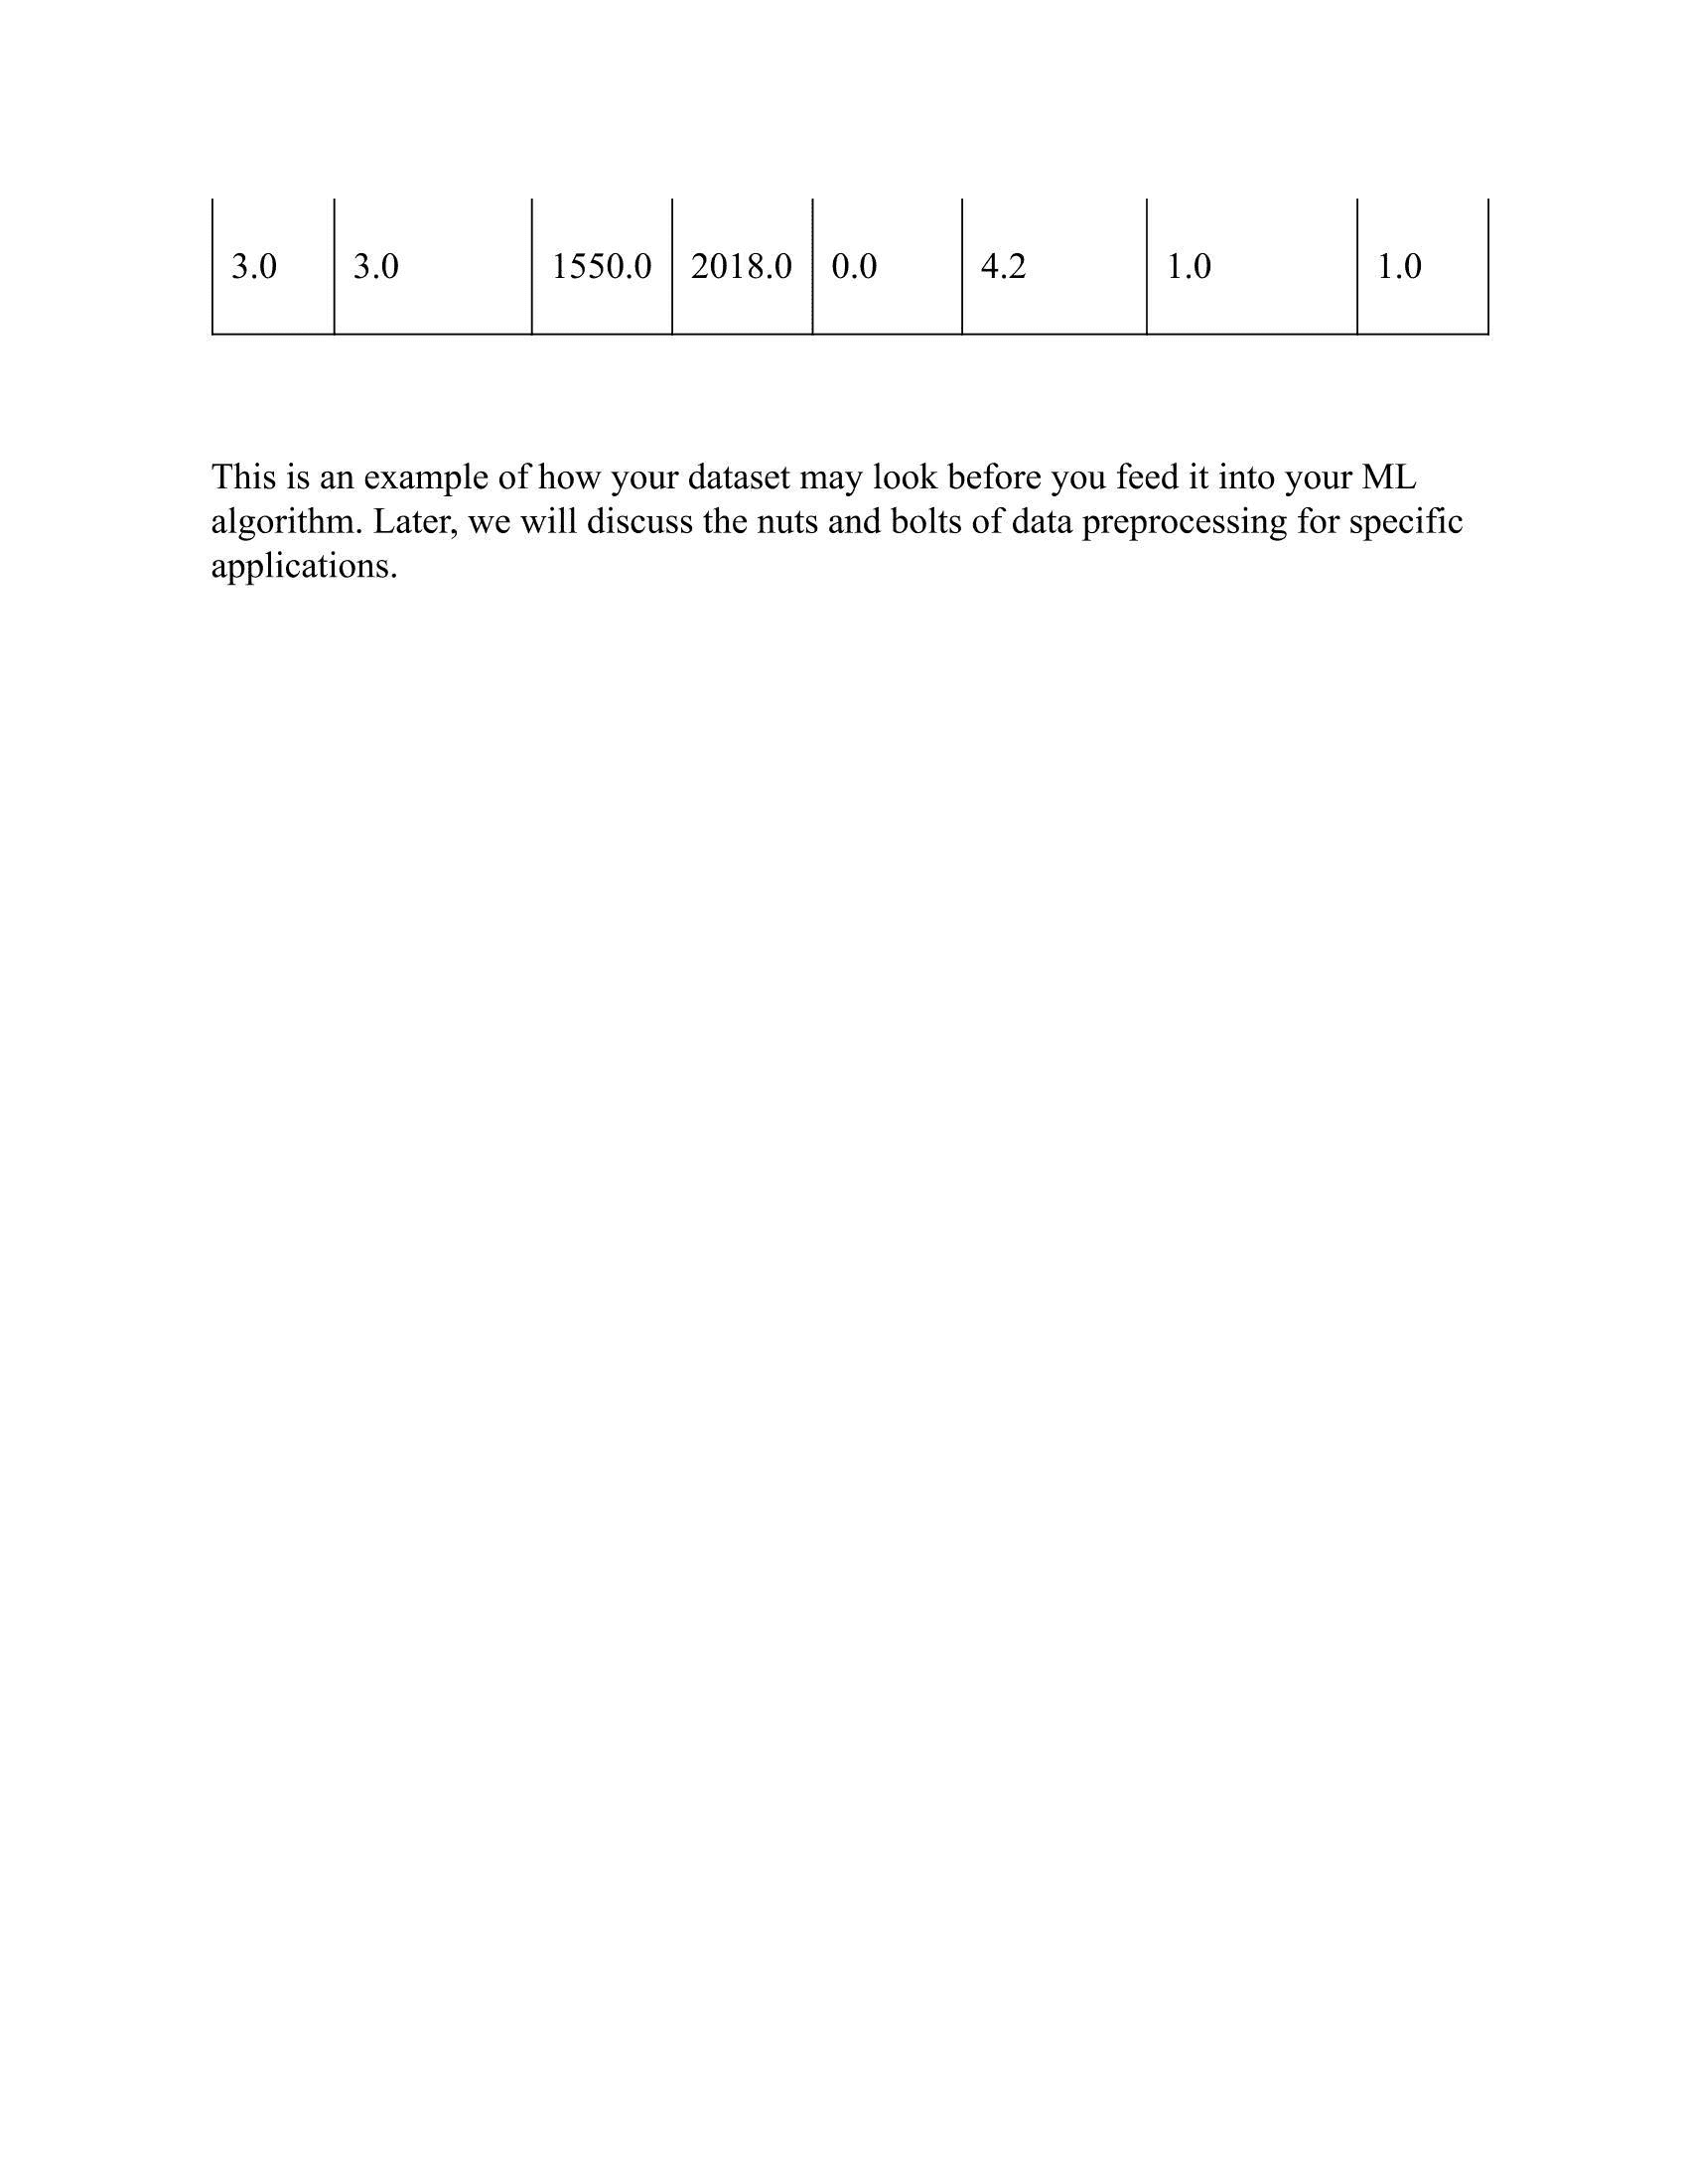 3.0 3.0 1550.0 2018.0 0.0 4.2 1.0 1.0
This is an example of how your dataset may look before you feed it into your ML
algorithm. Later, we will discuss the nuts and bolts of data preprocessing for specific
applications.